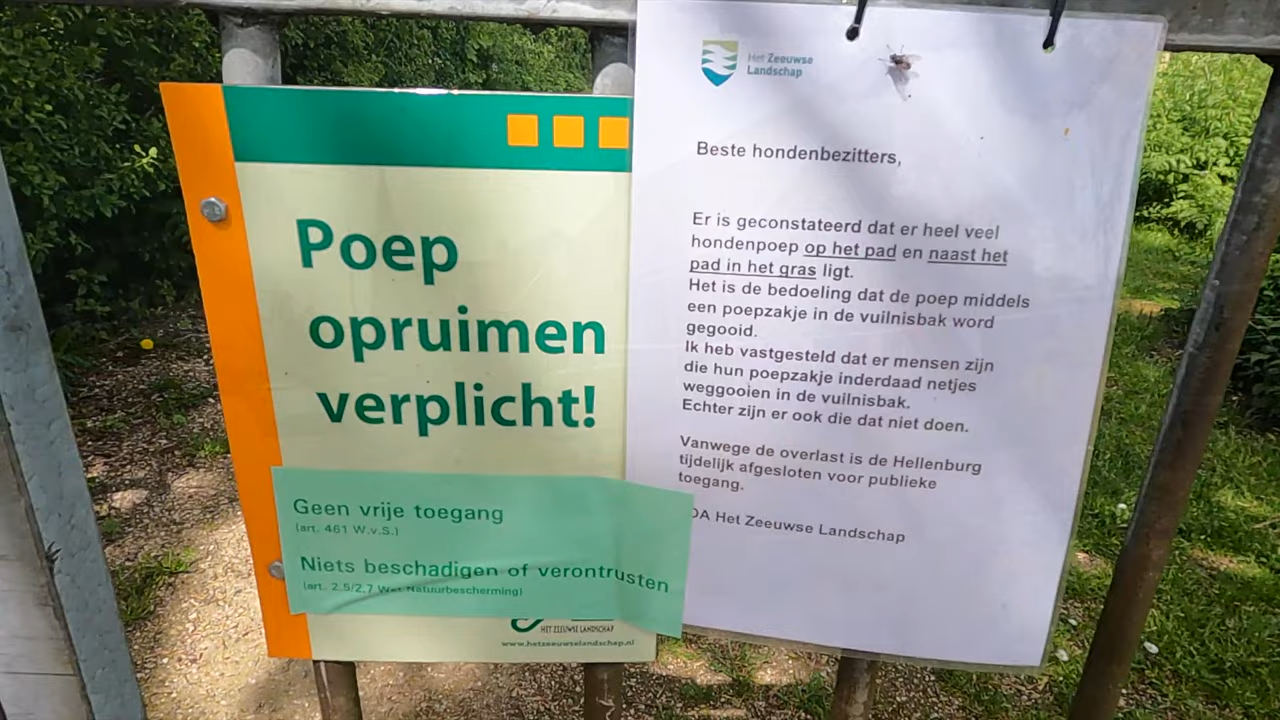 Poep
opruimen
verplicht!
Geen vrije toegang
(art. 461 W.v.S.)
Niets beschadigen of verontrusten
(art. 2.5/2.7 Wet Natuurbescherming)
HET ZEEUWSE LANDSCHAP
www.hetzeeuwselandschap.nl
Het Zeeuwse
Landschap
Beste hondenbezitters,
Er is geconstateerd dat er heel veel
hondenpoep op het pad en naast het
pad in het gras ligt.
Het is de bedoeling dat de poep middels
een poepzakje in de vuilnisbak word
gegooid.
Ik heb vastgesteld dat er mensen zijn
die hun poepzakje inderdaad netjes
weggooien in de vuilnisbak.
Echter zijn er ook die dat niet doen.
Vanwege de overlast is de Hellenburg
tijdelijk afgesloten voor publieke
toegang.
OA Het Zeeuwse Landschap